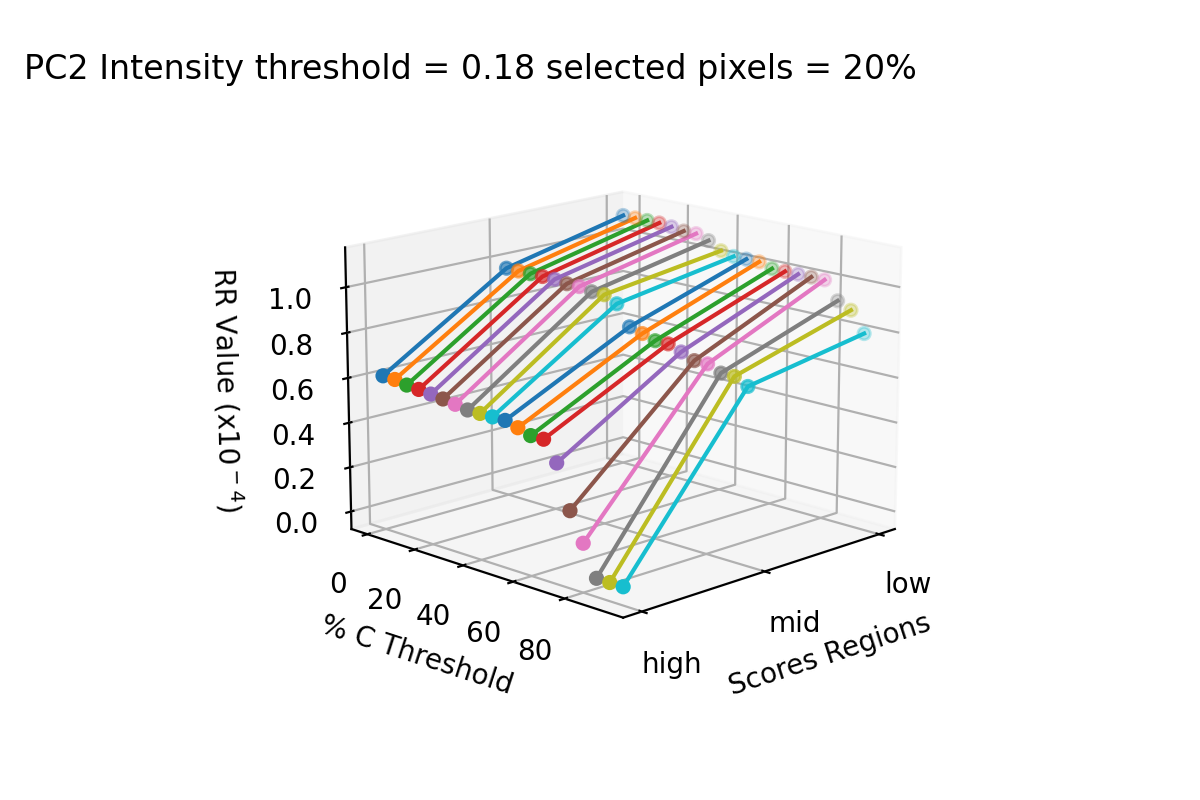 PC2 Intensity threshold = 0.18 selected pixels = 20%
RR Value (x10⁻⁴)
1.0
0.8
0.6
0.4
0.2
0.0
0
20
40
60
80
% C Threshold
high
mid
low
Scores Regions